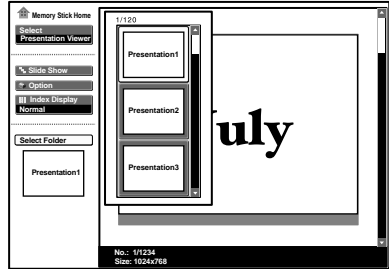 Memory Stick Home
Select
Presentation Viewer
Slide Show
Option
Index Display
Normal
Select Folder
Presentation1
1/120
Presentation1
Presentation2
Presentation3
uly
No.: 1/1234
Size: 1024x768